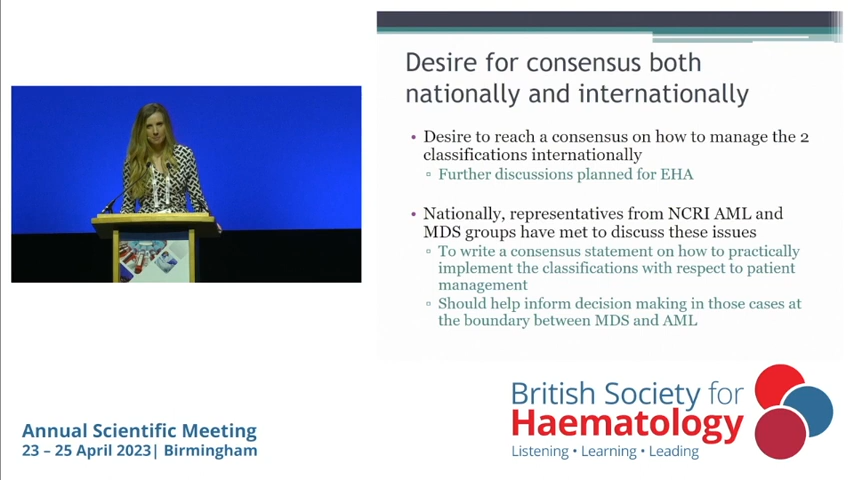 Desire for consensus both
nationally and internationally
• Desire to reach a consensus on how to manage the 2
classifications internationally
▫ Further discussions planned for EHA
• Nationally, representatives from NCRI AML and
MDS groups have met to discuss these issues
▫ To write a consensus statement on how to practically
implement the classifications with respect to patient
management
▫ Should help inform decision making in those cases at
the boundary between MDS and AML
Annual Scientific Meeting
23 – 25 April 2023| Birmingham
British Society for
Haematology
Listening • Learning • Leading